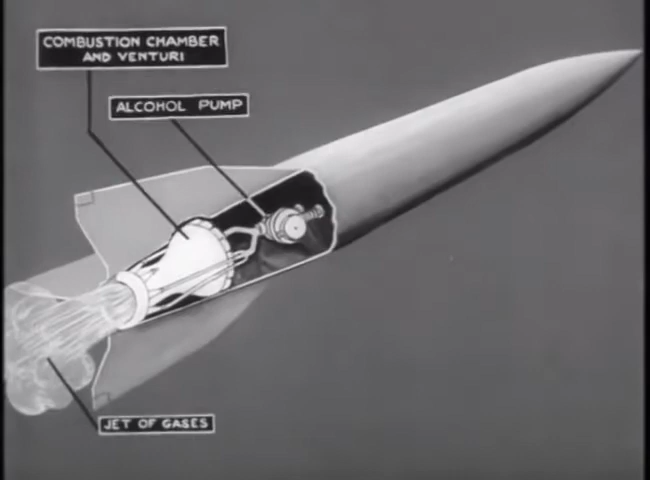 COMBUSTION CHAMBER
AND VENTURI
ALCOHOL PUMP
JET OF GASES